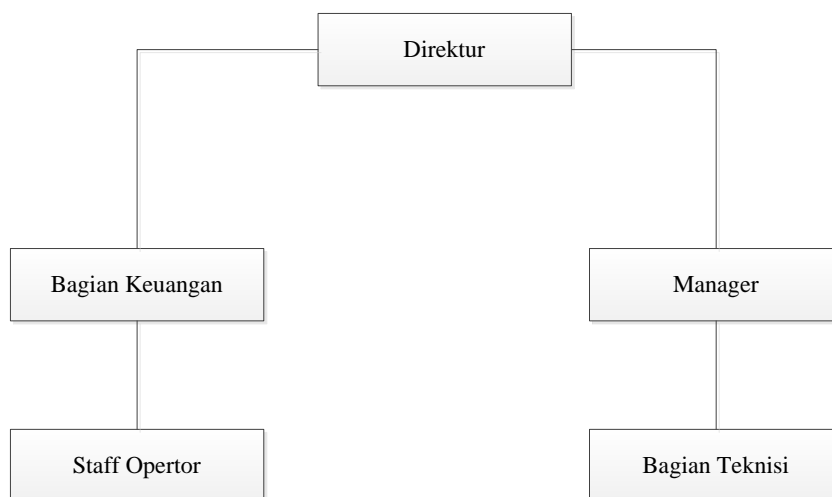 Direktur
Bagian Keuangan
Manager
Staff Opertor
Bagian Teknisi